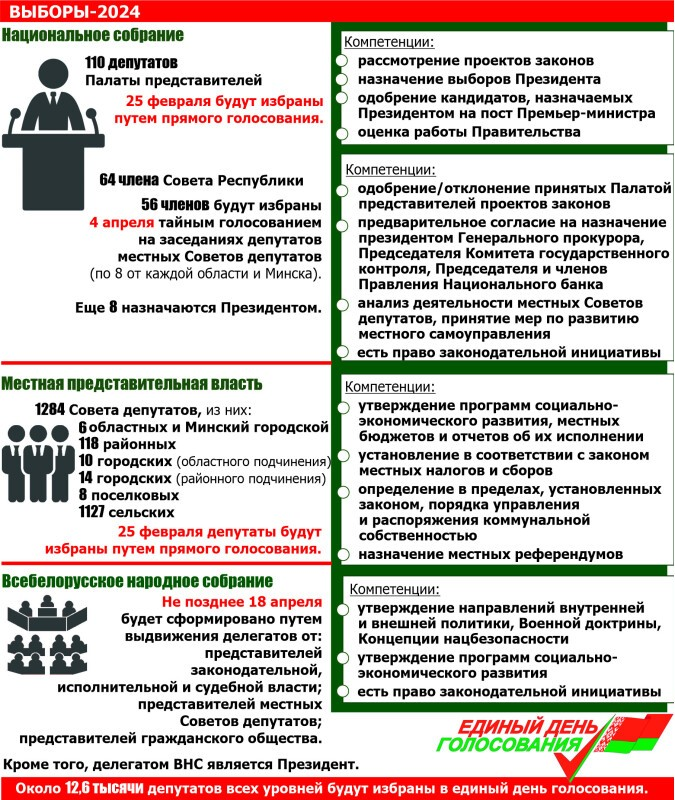 ВЫБОРЫ-2024
Национальное собрание
110 депутатов
Палаты представителей
25 февраля будут избраны
путем прямого голосования.
Компетенции:
рассмотрение проектов законов
назначение выборов Президента
одобрение кандидатов, назначаемых
Президентом на пост Премьер-министра
оценка работы Правительства
64 члена Совета Республики
56 членов будут избраны
4 апреля тайным голосованием
на заседаниях депутатов
местных Советов депутатов
(по 8 от каждой области и Минска).
Еще 8 назначаются Президентом.
Компетенции:
одобрение/отклонение принятых Палатой
представителей проектов законов
предварительное согласие на назначение
президентом Генерального прокурора,
Председателя Комитета государственного
контроля, Председателя и членов
Правления Национального банка
анализ деятельности местных Советов
депутатов, принятие мер по развитию
местного самоуправления
есть право законодательной инициативы
Местная представительная власть
1284 Совета депутатов, из них:
6 областных и Минский городской
118 районных
10 городских (областного подчинения)
14 городских (районного подчинения)
8 поселковых
1127 сельских
25 февраля депутаты будут
избраны путем прямого голосования.
Компетенции:
утверждение программ социально-
экономического развития, местных
бюджетов и отчетов об их исполнении
установление в соответствии с законом
местных налогов и сборов
определение в пределах, установленных
законом, порядка управления
и распоряжения коммунальной
собственностью
назначение местных референдумов
Всебелорусское народное собрание
Не позднее 18 апреля
будет сформировано путем
выдвижения делегатов от:
представителей
законодательной,
исполнительной и судебной власти;
представителей местных
Советов депутатов;
представителей гражданского общества.
Кроме того, делегатом ВНС является Президент.
Компетенции:
утверждение направлений внутренней
и внешней политики, Военной доктрины,
Концепции нацбезопасности
утверждение программ социально-
экономического развития
есть право законодательной инициативы
ЕДИНЫЙ ДЕНЬ
ГОЛОСОВАНИЯ
Около 12,6 тысячи депутатов всех уровней будут избраны в единый день голосования.